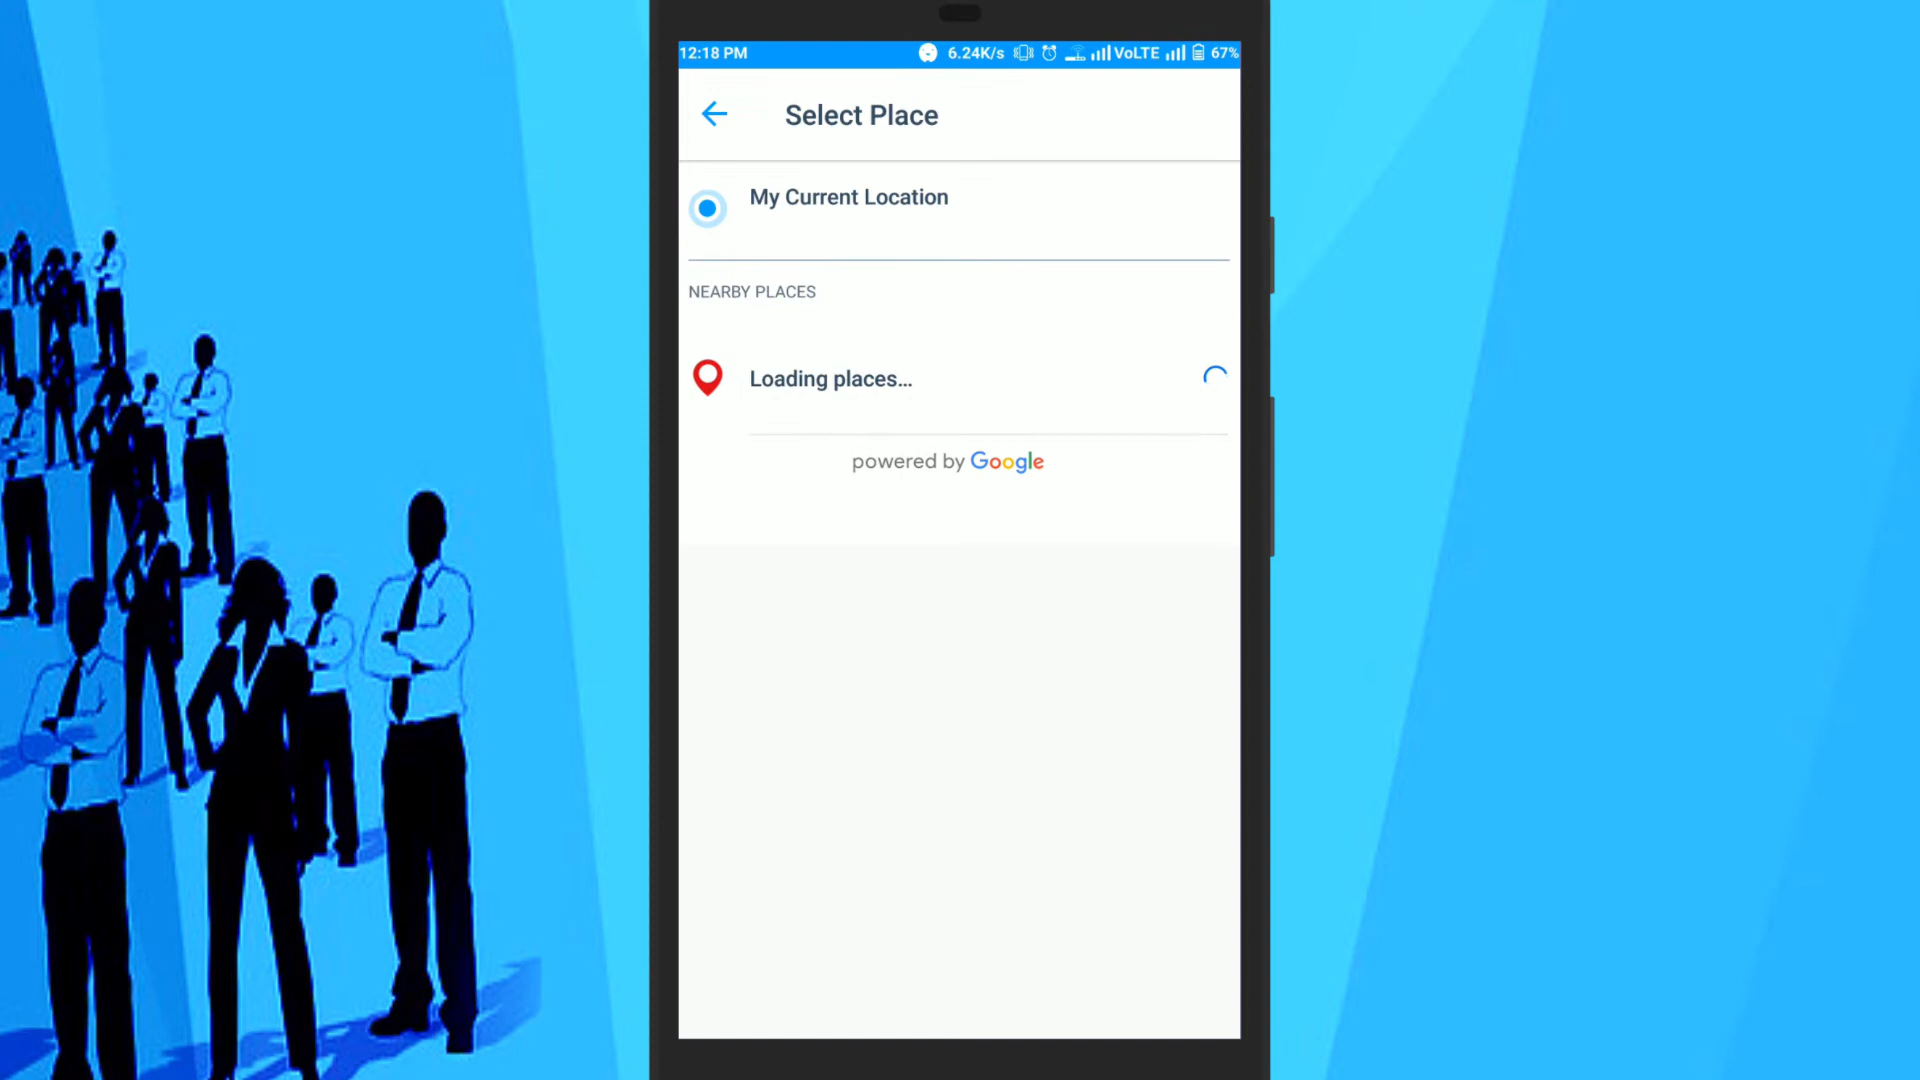 12:18 PM 6.24K/s VoLTE 67%
Select Place
My Current Location
NEARBY PLACES
Loading places...
powered by Google